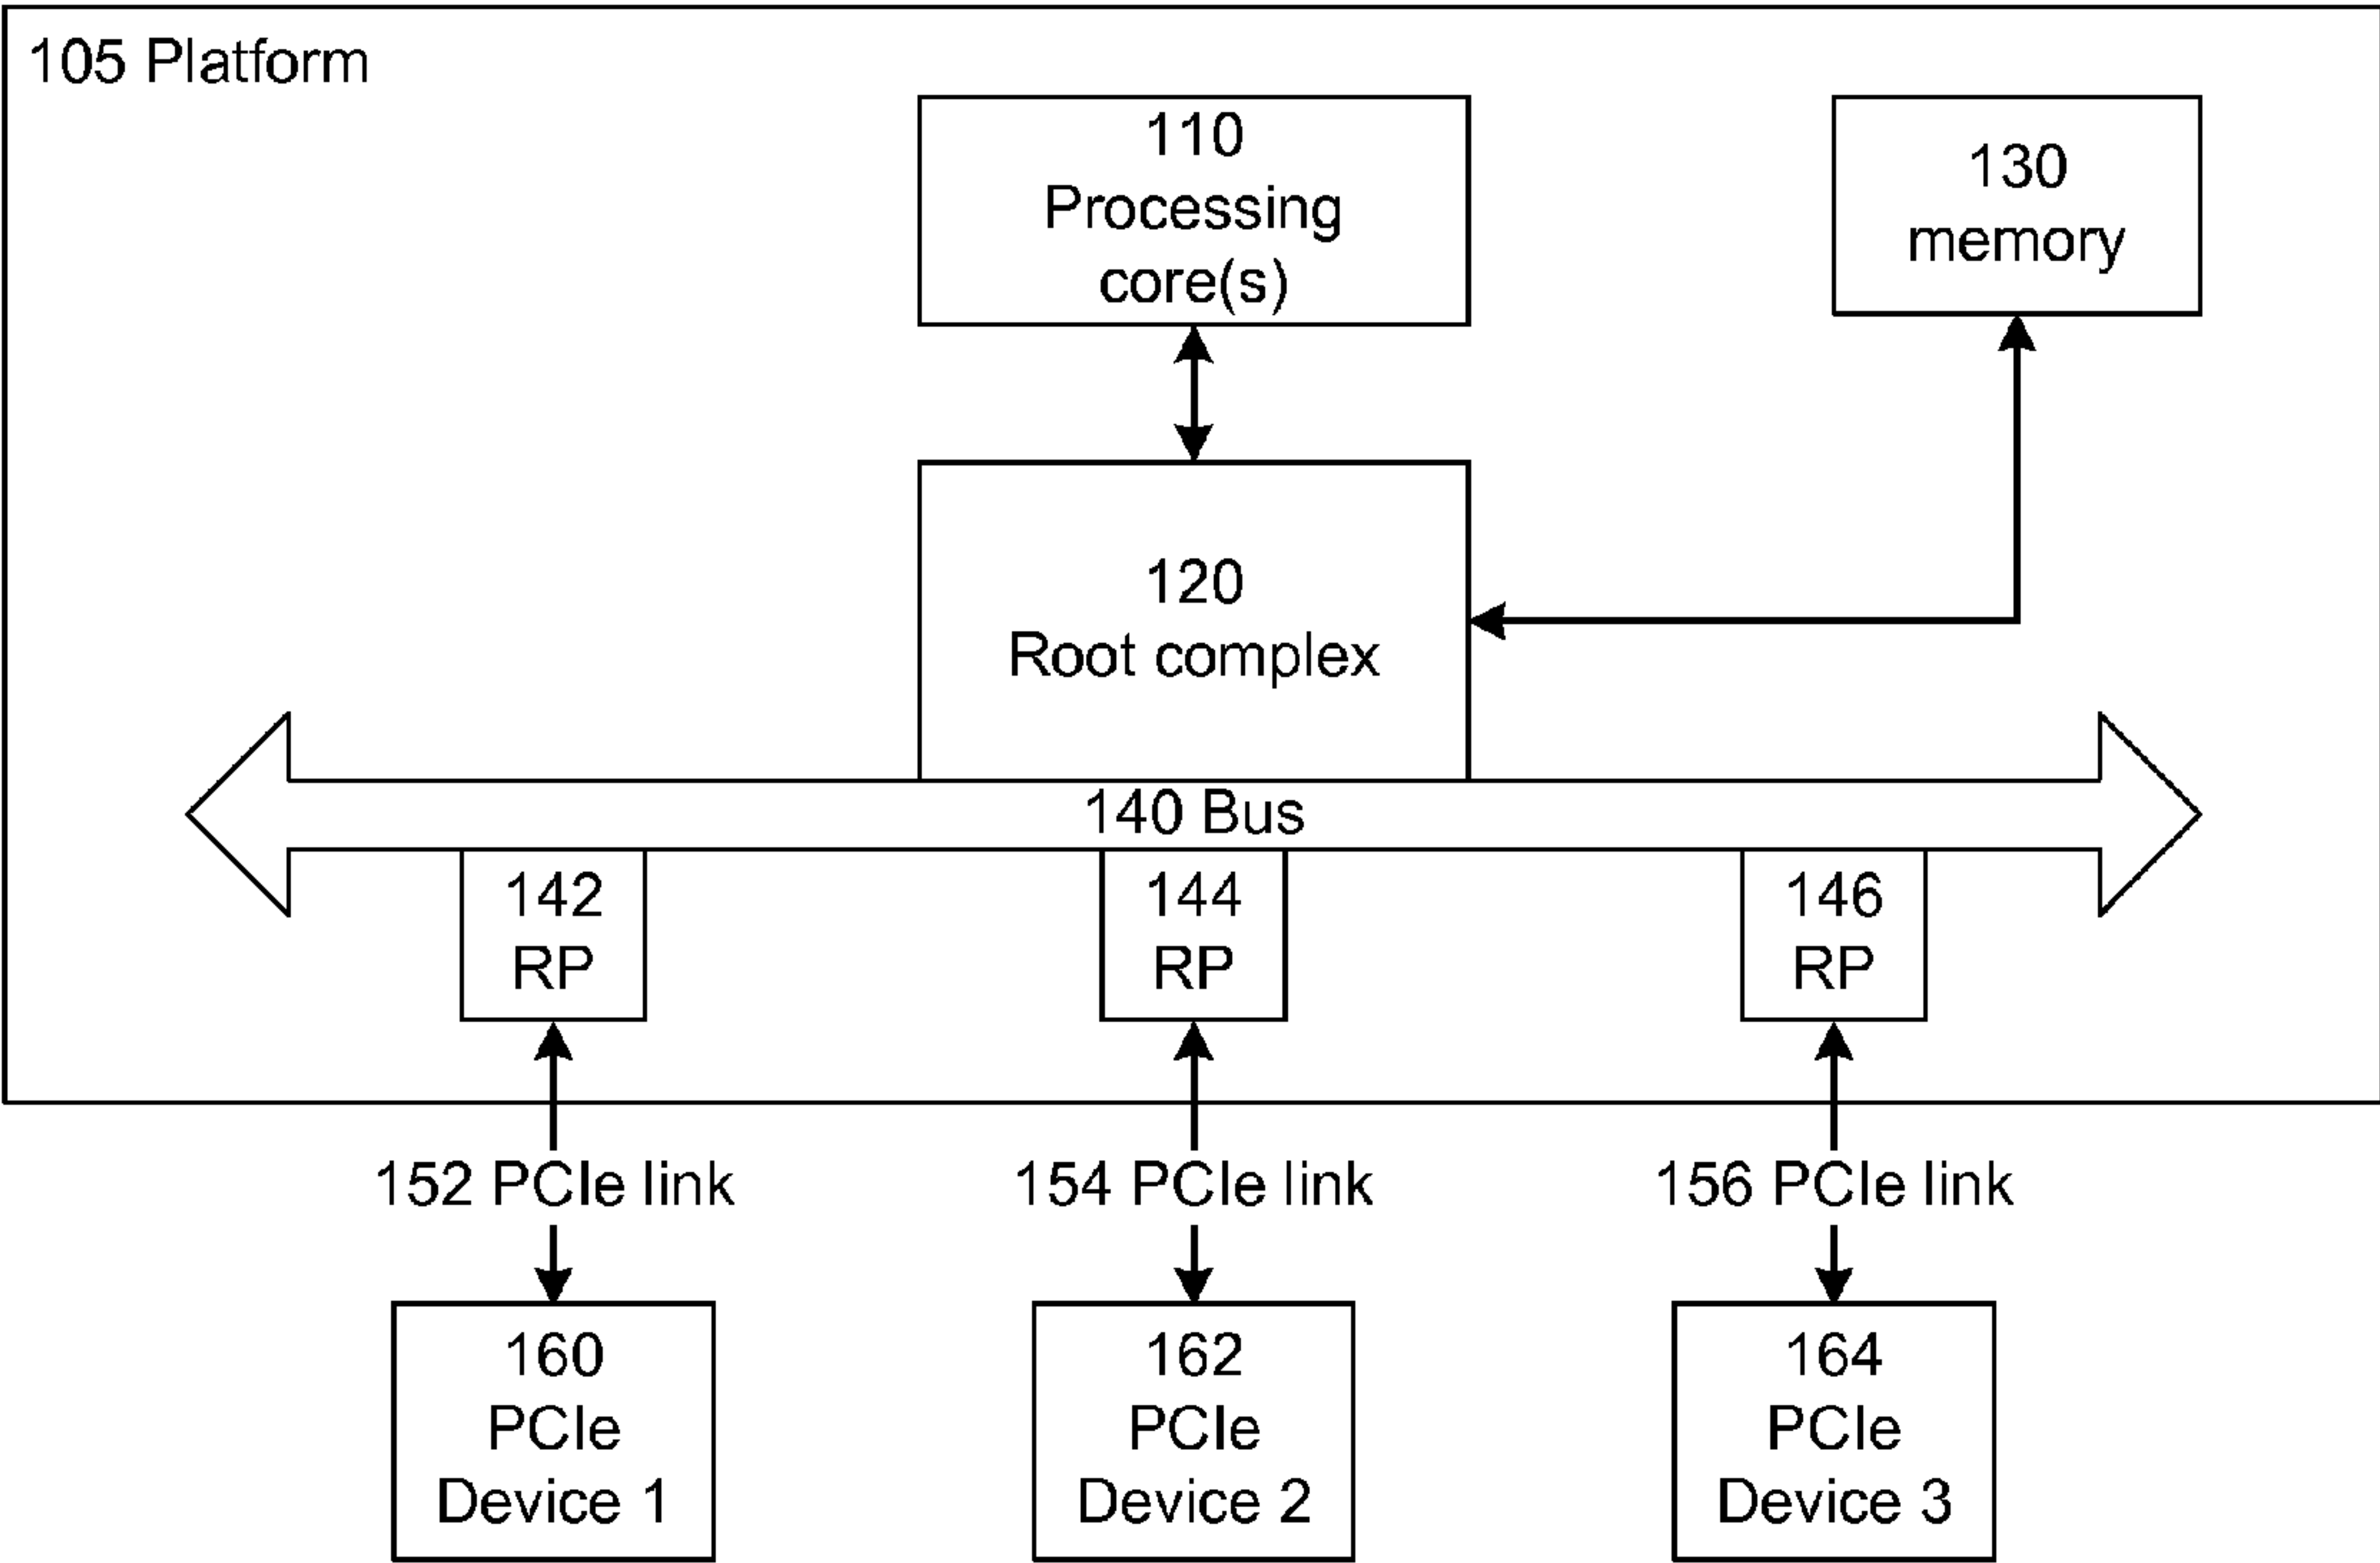 105 Platform
110
Processing
core(s)
130
memory
120
Root complex
140 Bus
142
RP
144
RP
146
RP
152 PCIe link
154 PCIe link
156 PCIe link
160
PCIe
Device 1
162
PCIe
Device 2
164
PCIe
Device 3